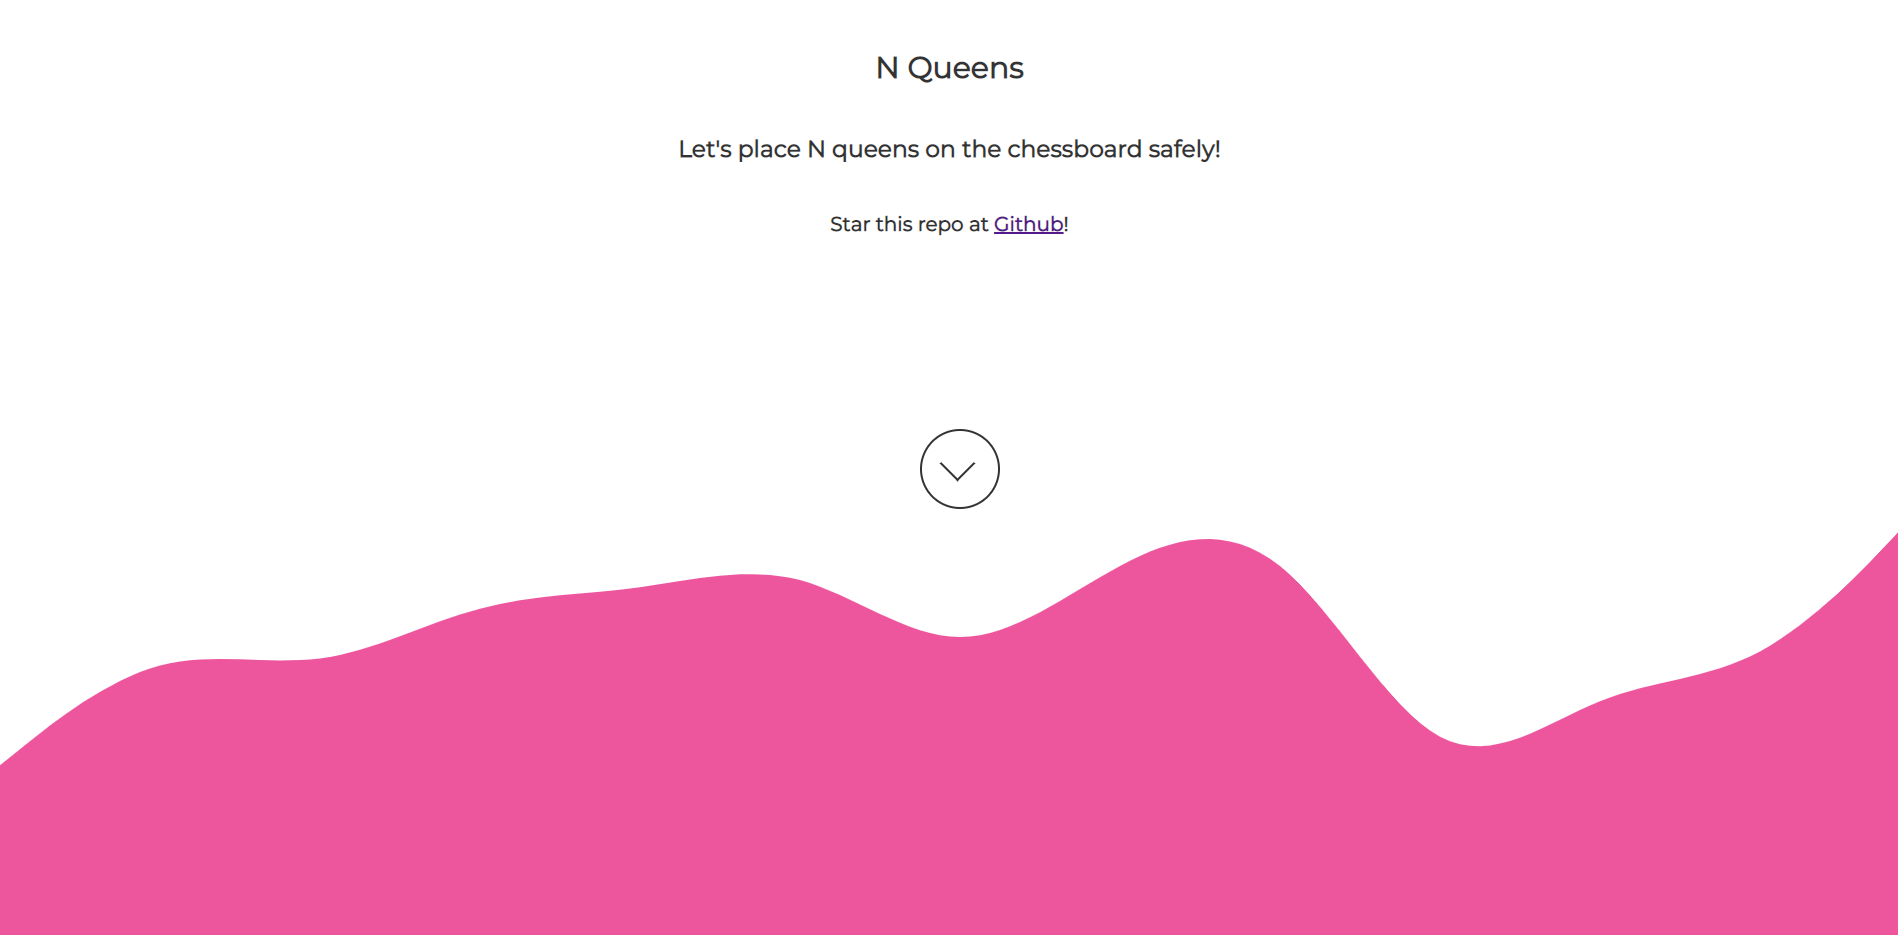 N Queens
Let's place N queens on the chessboard safely!
Star this repo at Github!